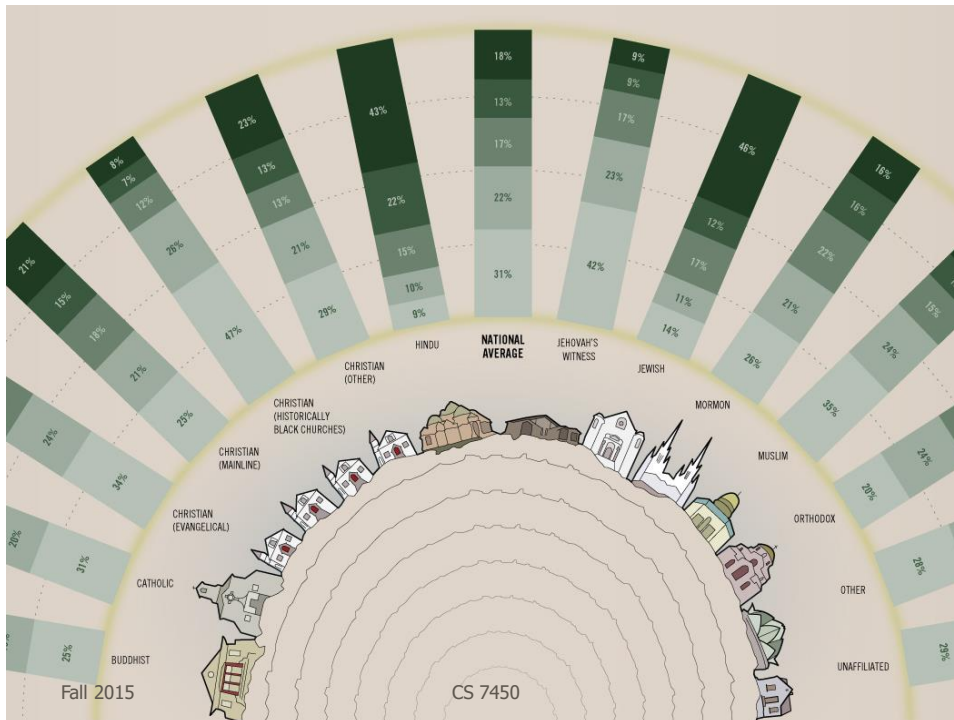 18%
13%
17%
22%
31%
9%
9%
17%
23%
42%
46%
12%
17%
11%
14%
16%
16%
22%
21%
26%
15%
24%
35%
24%
20%
28%
29%
43%
22%
15%
10%
9%
23%
13%
13%
21%
29%
8%
7%
12%
26%
47%
21%
15%
18%
21%
25%
24%
34%
31%
25%
HINDU
NATIONAL
AVERAGE
JEHOVAH'S
WITNESS
CHRISTIAN
(OTHER)
JEWISH
CHRISTIAN
(HISTORICALLY
BLACK CHURCHES)
MORMON
CHRISTIAN
(MAINLINE)
MUSLIM
CHRISTIAN
(EVANGELICAL)
ORTHODOX
CATHOLIC
OTHER
BUDDHIST
UNAFFILIATED
Fall 2015
CS 7450